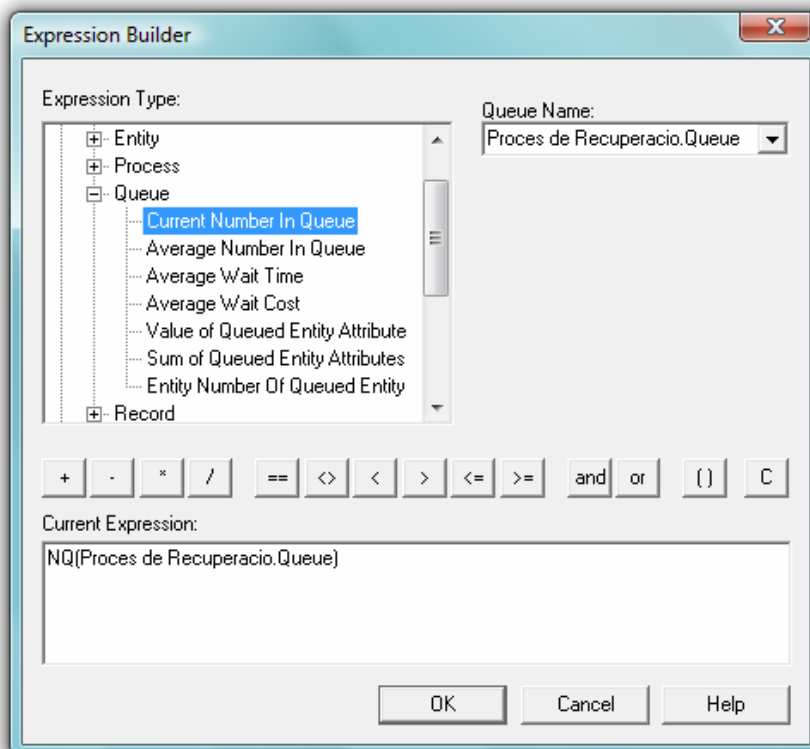 Expression Builder
Expression Type:
Queue Name:
Entity
Process
Queue
Current Number In Queue
Average Number In Queue
Average Wait Time
Average Wait Cost
Value of Queued Entity Attribute
Sum of Queued Entity Attributes
Entity Number Of Queued Entity
Record
Proces de Recuperacio.Queue
+ - * / == <> < > <= >= and or () C
Current Expression:
NQ(Proces de Recuperacio.Queue)
OK Cancel Help